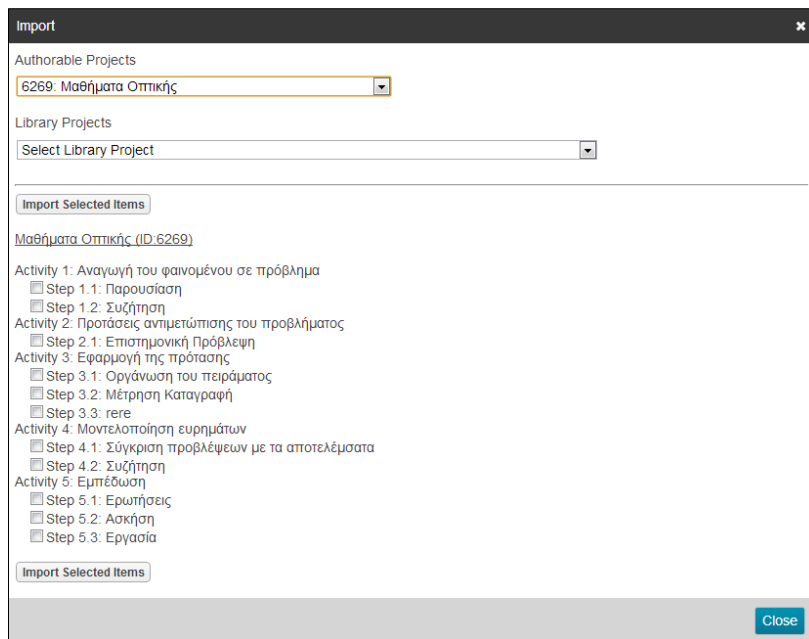 Import
Authorable Projects
6269: Μαθήματα Οπτικής
Library Projects
Select Library Project
Import Selected Items
Μαθήματα Οπτικής (ID:6269)
Activity 1: Αναγωγή του φαινομένου σε πρόβλημα
Step 1.1: Παρουσίαση
Step 1.2: Συζήτηση
Activity 2: Προτάσεις αντιμετώπισης του προβλήματος
Step 2.1: Επιστημονική Πρόβλεψη
Activity 3: Εφαρμογή της πρότασης
Step 3.1: Οργάνωση του πειράματος
Step 3.2: Μέτρηση Καταγραφή
Step 3.3: rere
Activity 4: Μοντελοποίηση ευρημάτων
Step 4.1: Σύγκριση προβλέψεων με τα αποτελέμσατα
Step 4.2: Συζήτηση
Activity 5: Εμπέδωση
Step 5.1: Ερωτήσεις
Step 5.2: Ασκήση
Step 5.3: Εργασία
Import Selected Items
Close